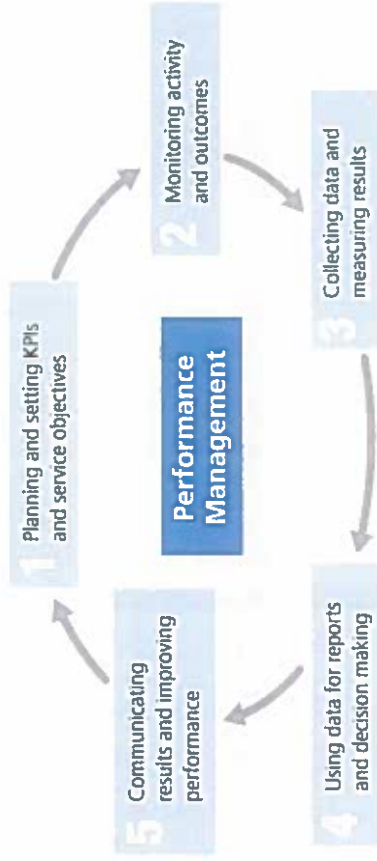 1 Planning and setting KPIs
and service objectives
2 Monitoring activity
and outcomes
3 Collecting data and
measuring results
4 Using data for reports
and decision making
5 Communicating
results and improving
performance
Performance
Management